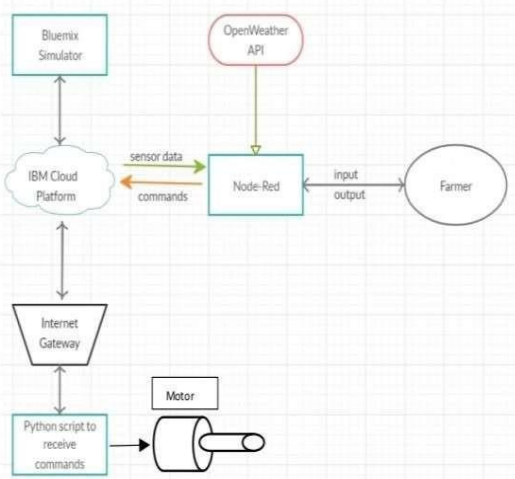 Bluemix
Simulator
OpenWeather
API
sensor data
IBM Cloud
Platform
commands
Node-Red
input
output
Farmer
Internet
Gateway
Motor
Python script to
receive
commands